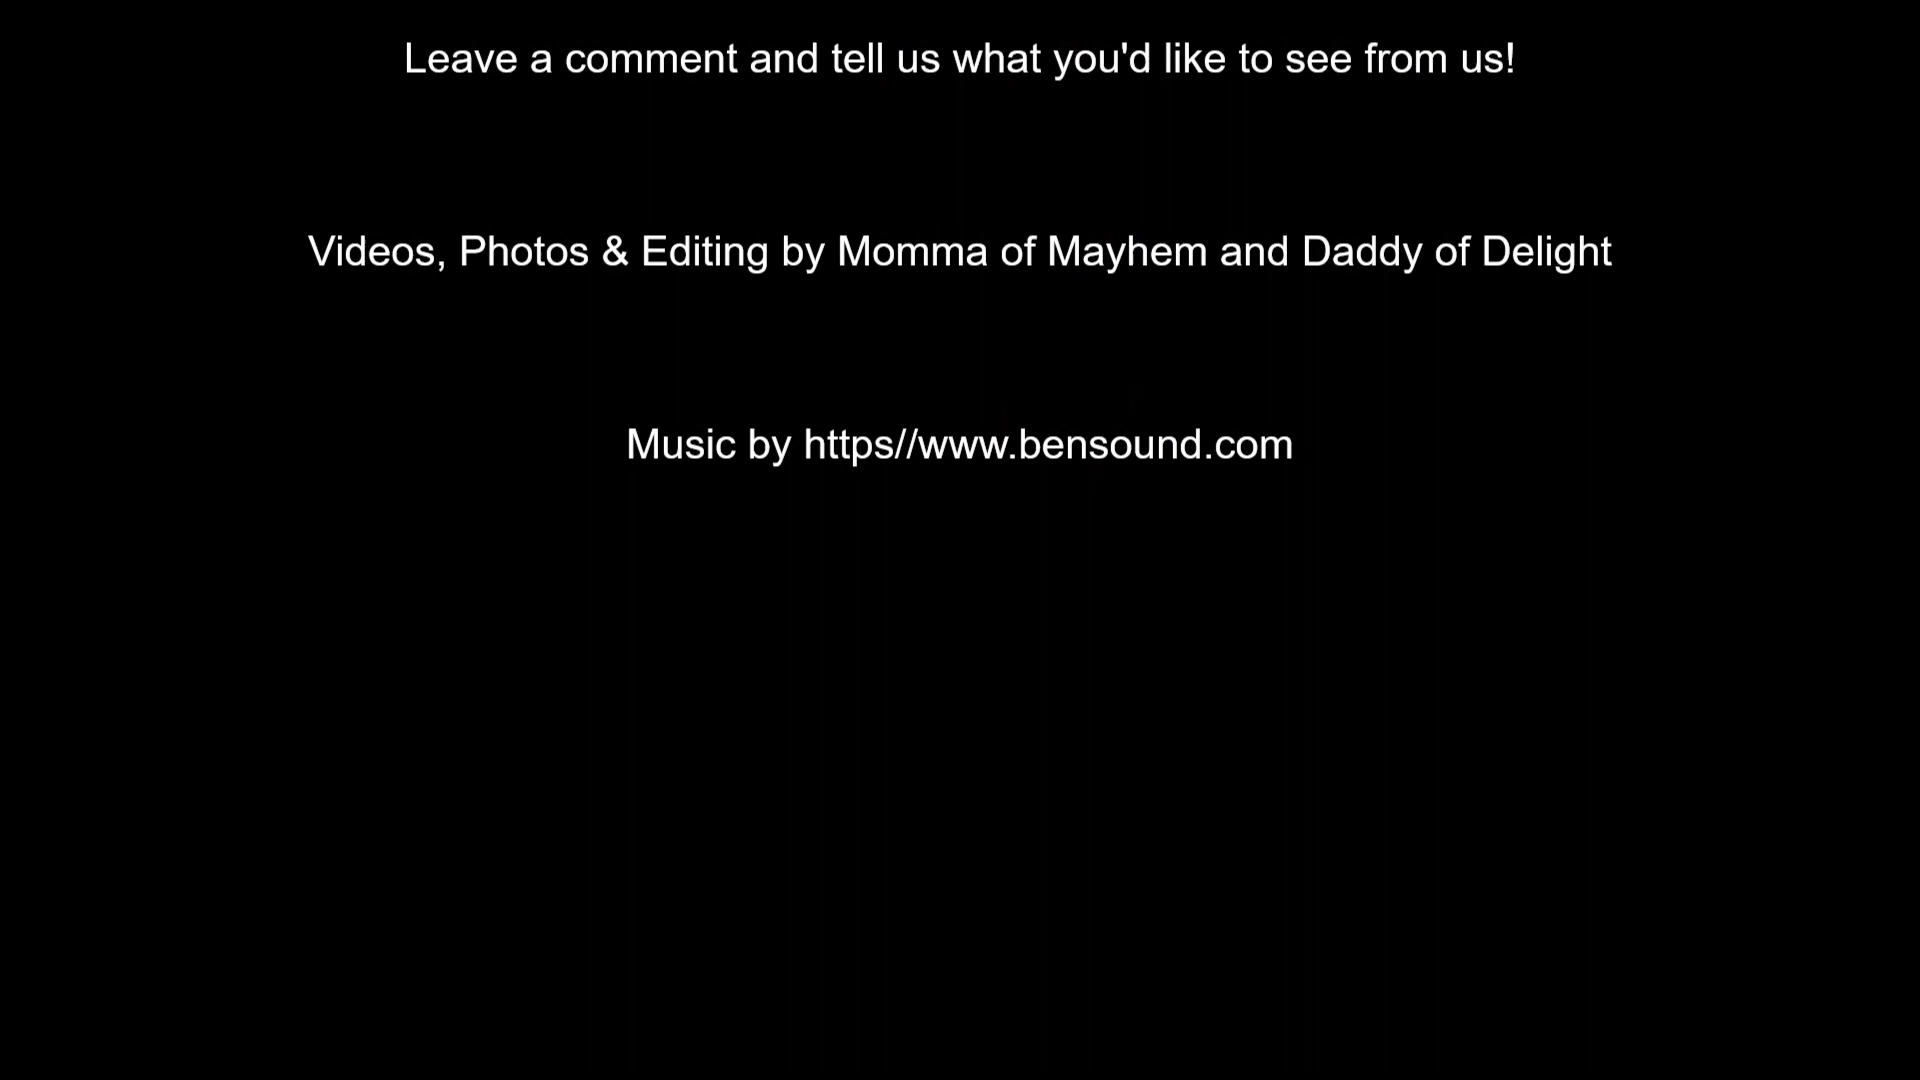 Leave a comment and tell us what you'd like to see from us!
Videos, Photos & Editing by Momma of Mayhem and Daddy of Delight
Music by https//www.bensound.com